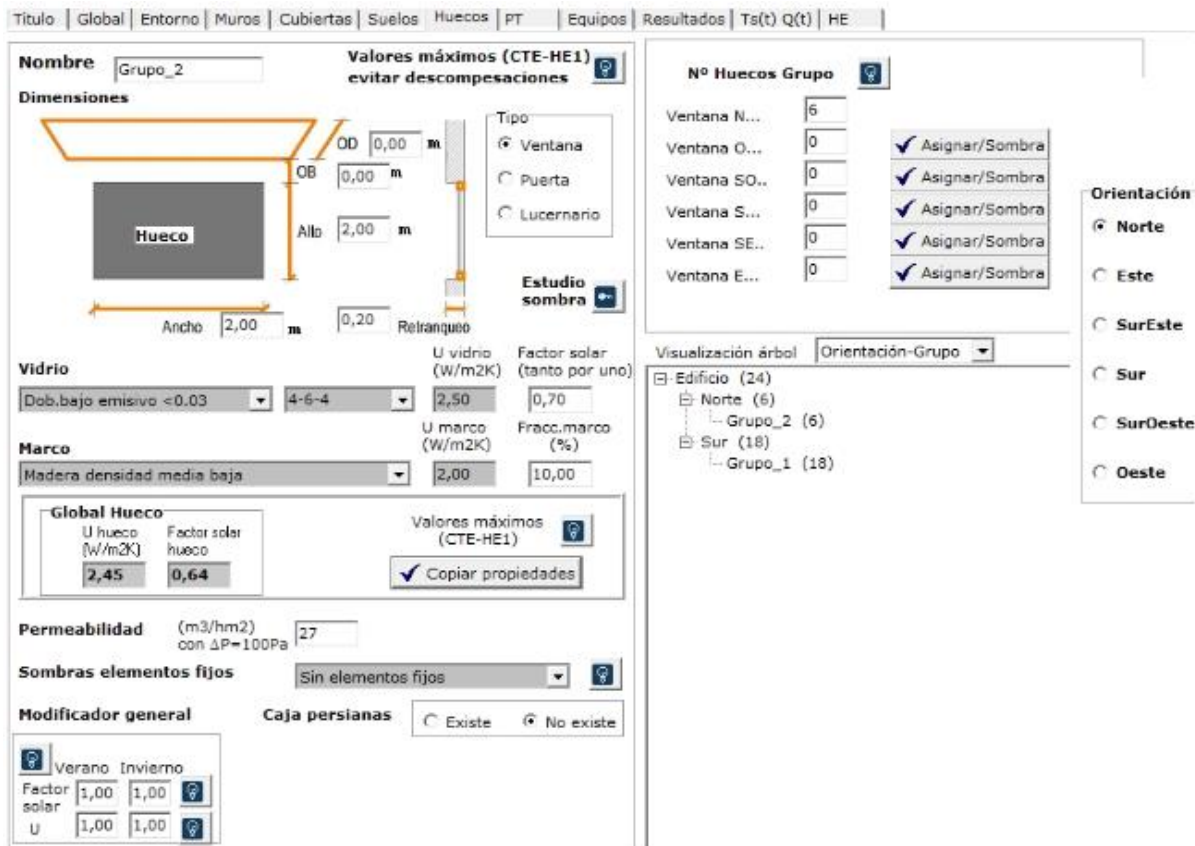 Titulo | Global | Entorno | Muros | Cubiertas | Suelos | Huecos | PT | Equipos | Resultados | Ts(t) Q(t) | HE
Nombre Grupo_2
Valores máximos (CTE-HE1)
evitar descompesaciones
Dimensiones
OD 0,00 m
OB 0,00 m
Hueco
Alto 2,00 m
Ancho 2,00 m
0,20 Retranqueo
Tipo
Ventana
Puerta
Lucernario
Estudio
sombra
Vidrio
U vidrio
(W/m2K)
Factor solar
(tanto por uno)
Dob.bajo emisivo <0.03 4-6-4 2,50 0,70
Marco
U marco
(W/m2K)
Fracc.marco
(%)
Madera densidad media baja 2,00 10,00
Global Hueco
U hueco
(W/m2K)
Factor solar
hueco
2,45 0,64
Valores máximos
(CTE-HE1)
Copiar propiedades
Permeabilidad (m3/hm2)
con ΔP=100Pa 27
Sombras elementos fijos Sin elementos fijos
Modificador general
Caja persianas Existe No existe
Verano Invierno
Factor
solar 1,00 1,00
U 1,00 1,00
Nº Huecos Grupo
Ventana N... 6
Ventana O... 0 Asignar/Sombra
Ventana SO.. 0 Asignar/Sombra
Ventana S... 0 Asignar/Sombra
Ventana SE.. 0 Asignar/Sombra
Ventana E... 0 Asignar/Sombra
Orientación
Norte
Este
SurEste
Sur
SurOeste
Oeste
Visualización árbol Orientación-Grupo
Edificio (24)
Norte (6)
Grupo_2 (6)
Sur (18)
Grupo_1 (18)